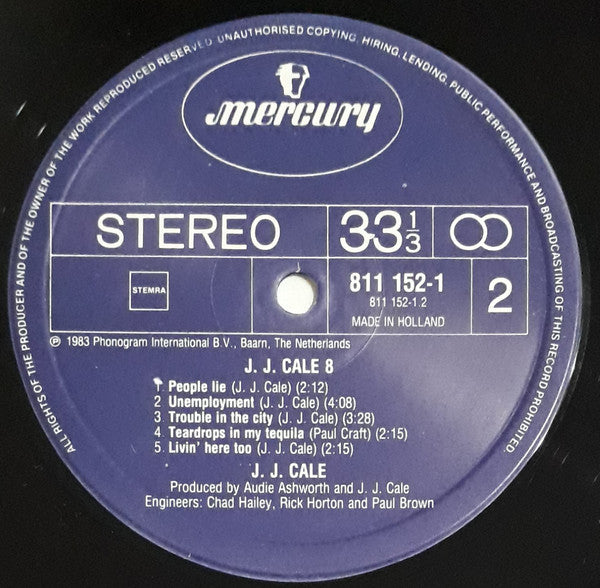 ALL RIGHTS OF THE PRODUCER AND OF THE OWNER OF THE WORK REPRODUCED RESERVED UNAUTHORISED COPYING, HIRING, LENDING, PUBLIC PERFORMANCE AND BROADCASTING OF THIS RECORD PROHIBITED.
mercury
STEREO 33 1/3
STEMRA
811 152-1
811 152-1.2
MADE IN HOLLAND
2
℗ 1983 Phonogram International B.V., Baarn, The Netherlands
J. J. CALE 8
1. People lie (J. J. Cale) (2:12)
2 Unemployment (J. J. Cale) (4:08)
3. Trouble in the city (J. J. Cale) (3:28)
4. Teardrops in my tequila (Paul Craft) (2:15)
5. Livin' here too (J. J. Cale) (2:15)
J. J. CALE
Produced by Audie Ashworth and J. J. Cale
Engineers: Chad Hailey, Rick Horton and Paul Brown